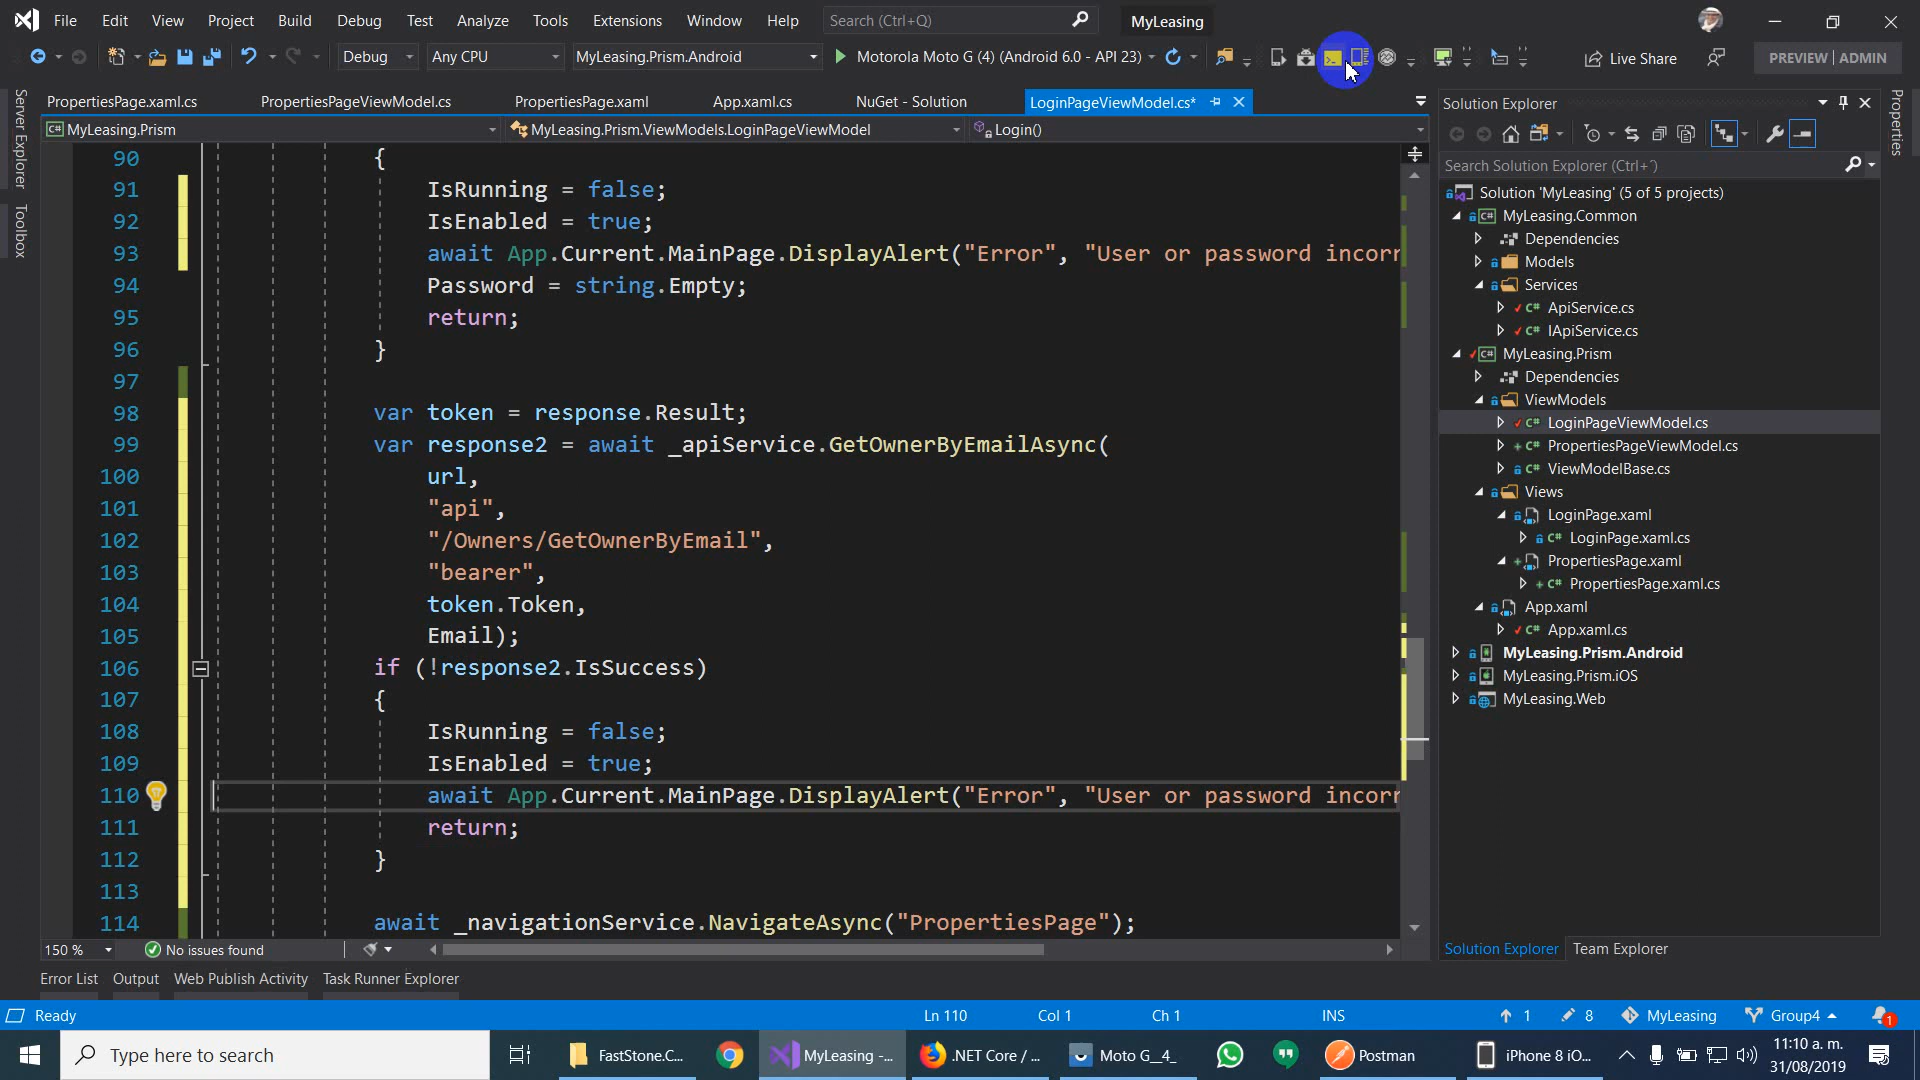 File Edit View Project Build Debug Test Analyze Tools Extensions Window Help Search (Ctrl+Q) MyLeasing
Debug Any CPU MyLeasing.Prism.Android Motorola Moto G (4) (Android 6.0 - API 23) Live Share PREVIEW | ADMIN
PropertiesPage.xaml.cs PropertiesPageViewModel.cs PropertiesPage.xaml App.xaml.cs NuGet - Solution LoginPageViewModel.cs*
MyLeasing.Prism MyLeasing.Prism.ViewModels.LoginPageViewModel Login()
Server Explorer
Toolbox
90 {
91 IsRunning = false;
92 IsEnabled = true;
93 await App.Current.MainPage.DisplayAlert("Error", "User or password incorr
94 Password = string.Empty;
95 return;
96 }
97
98 var token = response.Result;
99 var response2 = await _apiService.GetOwnerByEmailAsync(
100 url,
101 "api",
102 "/Owners/GetOwnerByEmail",
103 "bearer",
104 token.Token,
105 Email);
106 if (!response2.IsSuccess)
107 {
108 IsRunning = false;
109 IsEnabled = true;
110 await App.Current.MainPage.DisplayAlert("Error", "User or password incorr
111 return;
112 }
113
114 await _navigationService.NavigateAsync("PropertiesPage");
150 % No issues found
Error List Output Web Publish Activity Task Runner Explorer
Solution Explorer
Search Solution Explorer (Ctrl+´)
Solution 'MyLeasing' (5 of 5 projects)
C# MyLeasing.Common
Dependencies
Models
Services
C# ApiService.cs
C# IApiService.cs
C# MyLeasing.Prism
Dependencies
ViewModels
C# LoginPageViewModel.cs
C# PropertiesPageViewModel.cs
C# ViewModelBase.cs
Views
LoginPage.xaml
C# LoginPage.xaml.cs
PropertiesPage.xaml
C# PropertiesPage.xaml.cs
App.xaml
C# App.xaml.cs
MyLeasing.Prism.Android
MyLeasing.Prism.iOS
MyLeasing.Web
Solution Explorer Team Explorer
Properties
Ready Ln 110 Col 1 Ch 1 INS 1 8 MyLeasing Group4 1
Type here to search FastStone.C... MyLeasing -... .NET Core / ... Moto G__4_ Postman iPhone 8 iO... 11:10 a. m.
31/08/2019